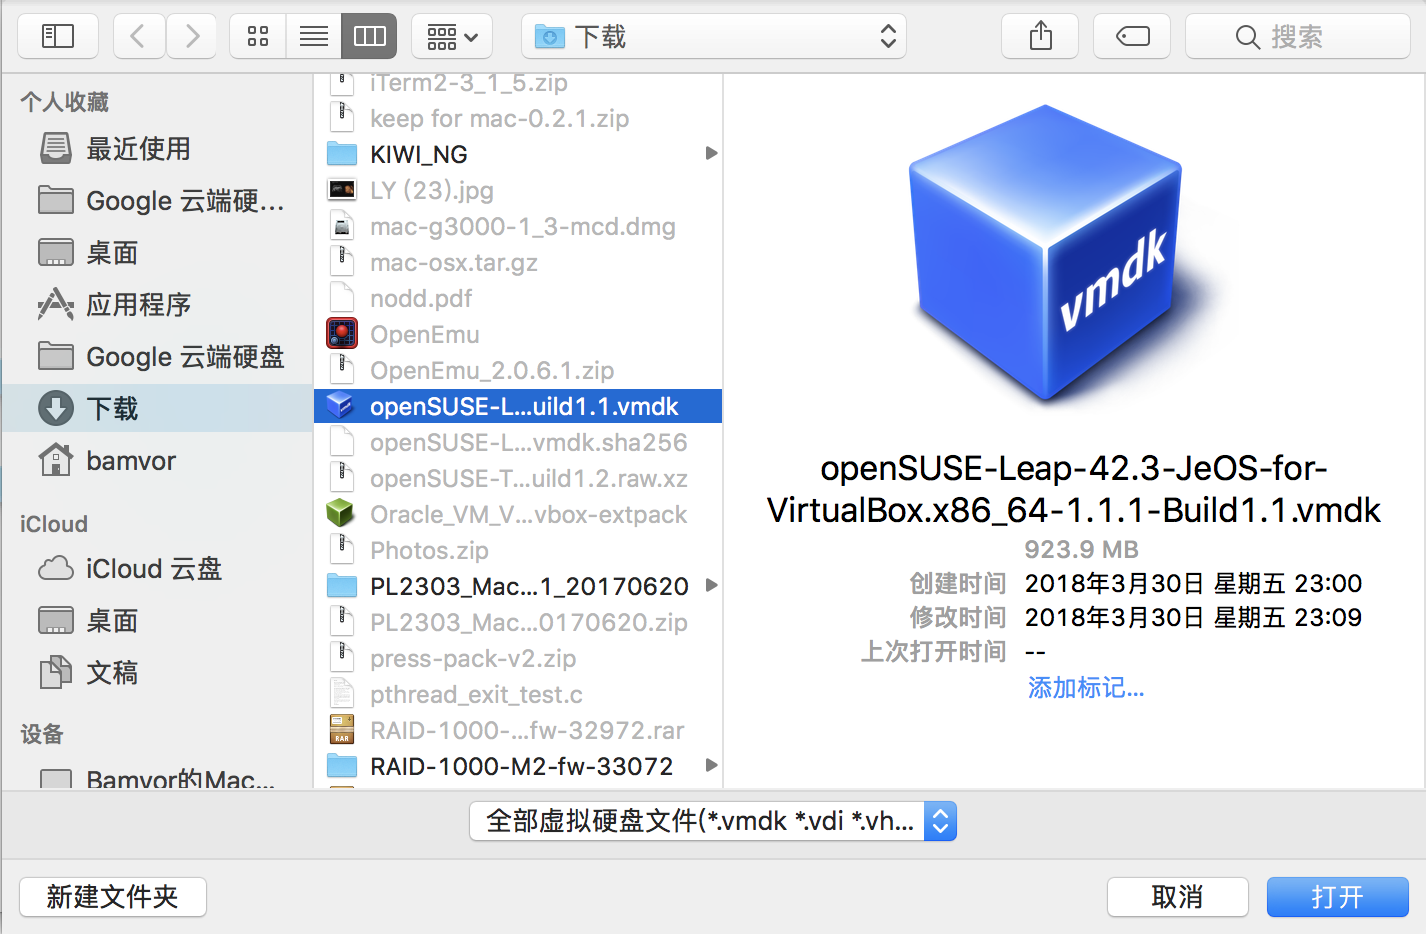 下载
搜索
个人收藏
最近使用
Google 云端硬…
桌面
应用程序
Google 云端硬盘
下载
bamvor
iCloud
iCloud 云盘
桌面
文稿
设备
Bamvor的Mac...
iTerm2-3_1_5.zip
keep for mac-0.2.1.zip
KIWI_NG
LY (23).jpg
mac-g3000-1_3-mcd.dmg
mac-osx.tar.gz
nodd.pdf
OpenEmu
OpenEmu_2.0.6.1.zip
openSUSE-L...uild1.1.vmdk
openSUSE-L...vmdk.sha256
openSUSE-T...uild1.2.raw.xz
Oracle_VM_V...vbox-extpack
Photos.zip
PL2303_Mac...1_20170620
PL2303_Mac...0170620.zip
press-pack-v2.zip
pthread_exit_test.c
RAID-1000-...fw-32972.rar
RAID-1000-M2-fw-33072
vmdk
openSUSE-Leap-42.3-JeOS-for-
VirtualBox.x86_64-1.1.1-Build1.1.vmdk
923.9 MB
创建时间 2018年3月30日 星期五 23:00
修改时间 2018年3月30日 星期五 23:09
上次打开时间 --
添加标记...
全部虚拟硬盘文件(*.vmdk *.vdi *.vh...
新建文件夹
取消
打开